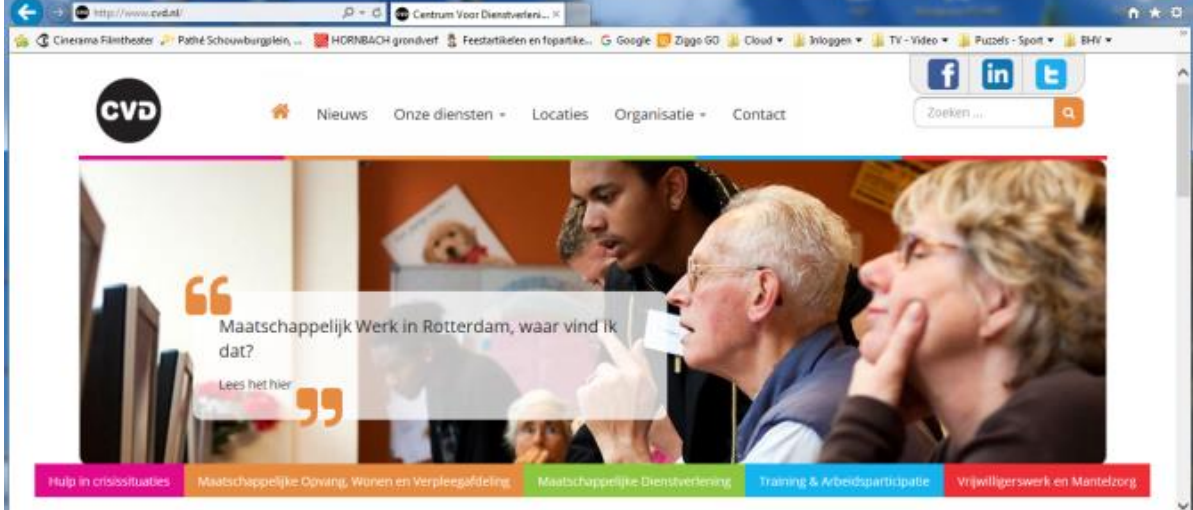 http://www.cvd.nl/
Centrum Voor Dienstverleni...
Cinerama Filmtheater
Pathé Schouwburgplein, ...
HORNBACH grondverf
Feestartikelen en fopartike...
Google
Ziggo GO
Cloud
Inloggen
TV - Video
Puzzels - Sport
BHV
CVD
Nieuws
Onze diensten
Locaties
Organisatie
Contact
Zoeken ...
Maatschappelijk Werk in Rotterdam, waar vind ik
dat?
Lees het hier
Hulp in crisissituaties
Maatschappelijke Opvang, Wonen en Verpleegafdeling
Maatschappelijke Dienstverlening
Training & Arbeidsparticipatie
Vrijwilligerswerk en Mantelzorg